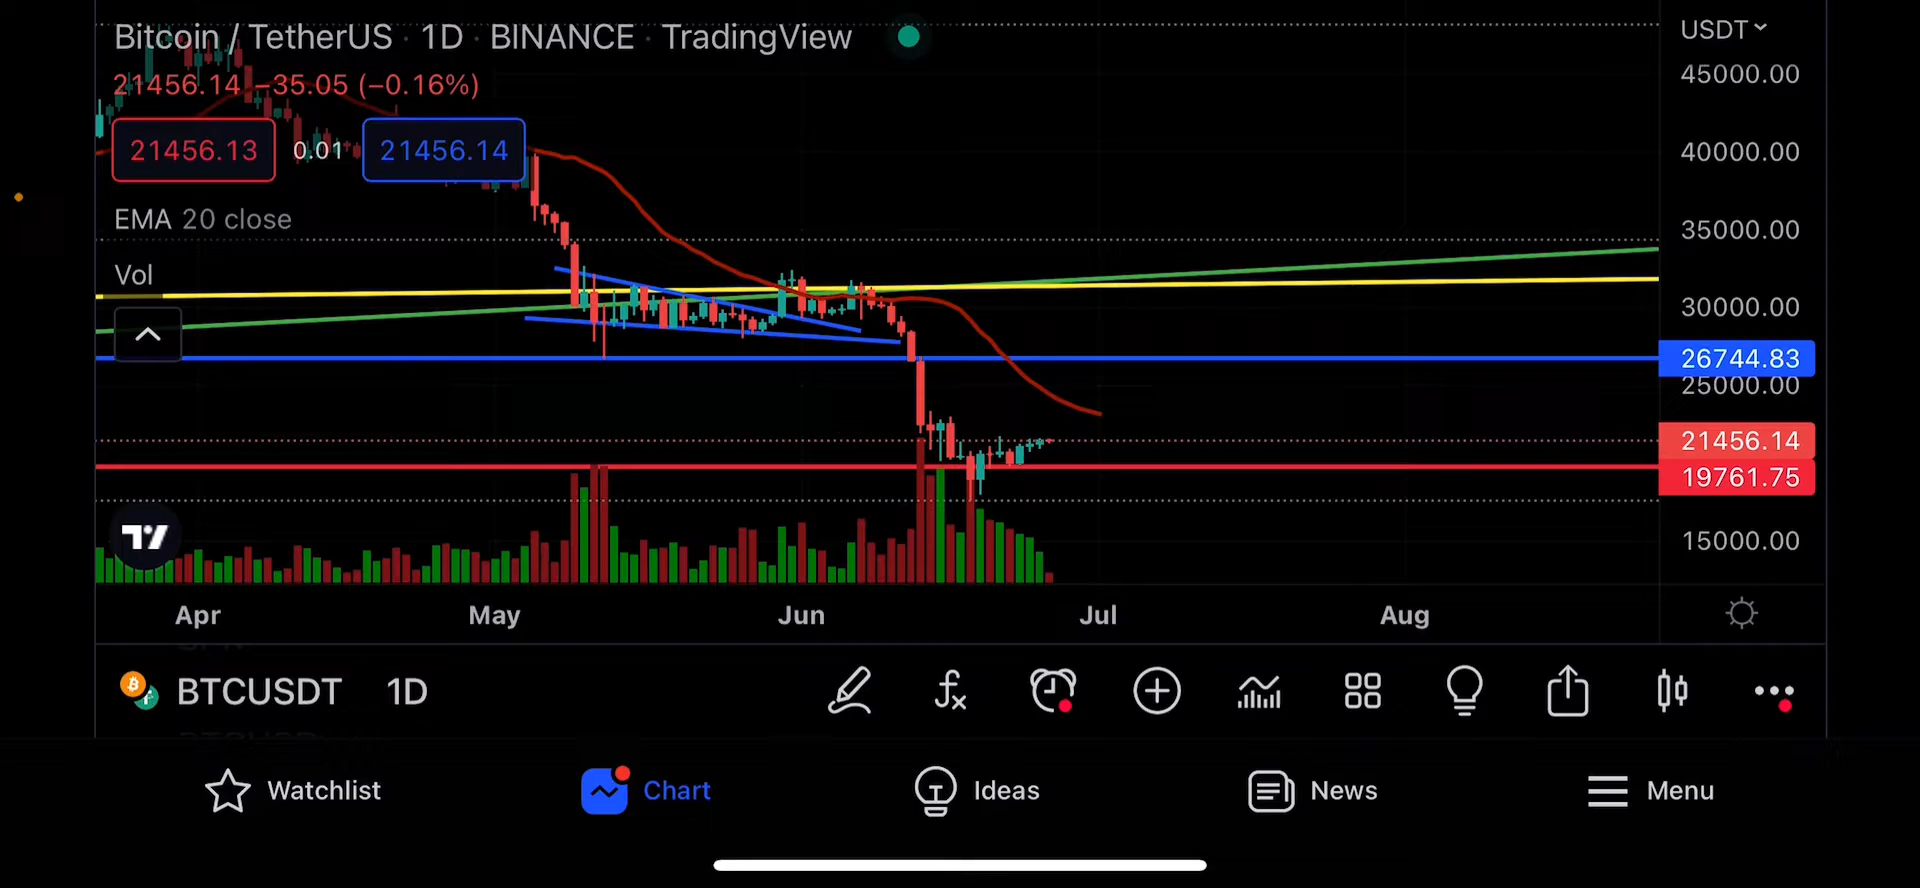 Bitcoin / TetherUS · 1D · BINANCE · TradingView
21456.14 −35.05 (−0.16%)
21456.13 0.01 21456.14
EMA 20 close
Vol
USDT
45000.00
40000.00
35000.00
30000.00
26744.83
25000.00
21456.14
19761.75
15000.00
Apr May Jun Jul Aug
BTCUSDT 1D
Watchlist Chart Ideas News Menu